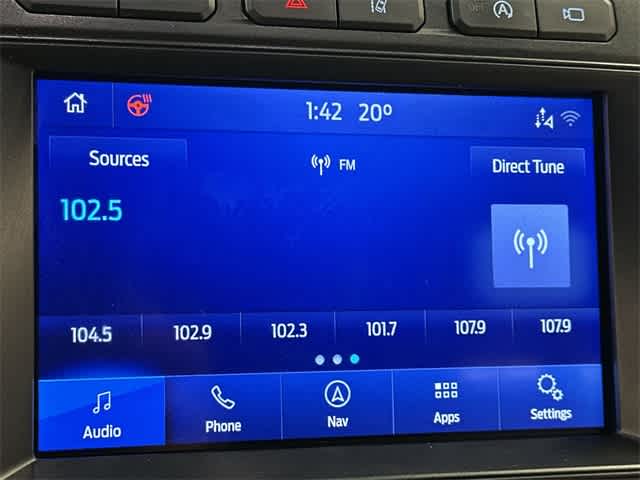 OFF
1:42 20°
Sources FM Direct Tune
102.5
104.5 102.9 102.3 101.7 107.9 107.9
Audio Phone Nav Apps Settings